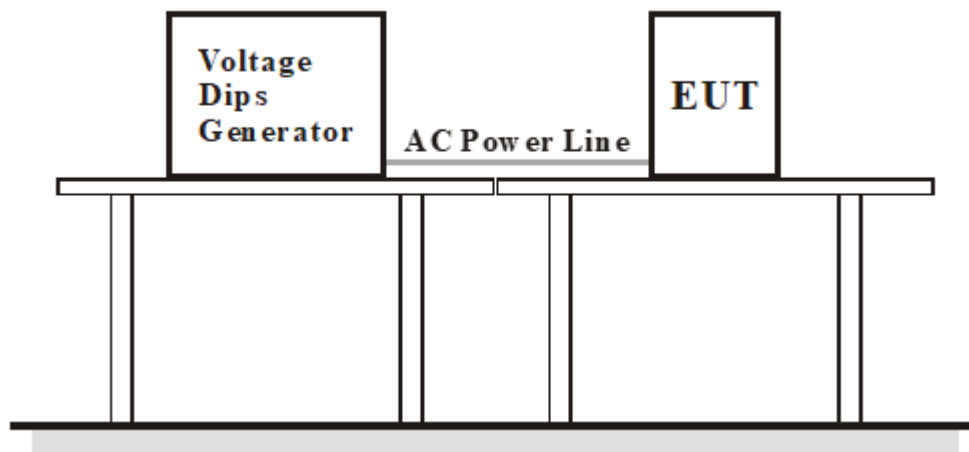 Voltage
Dips
Generator
EUT
AC Power Line